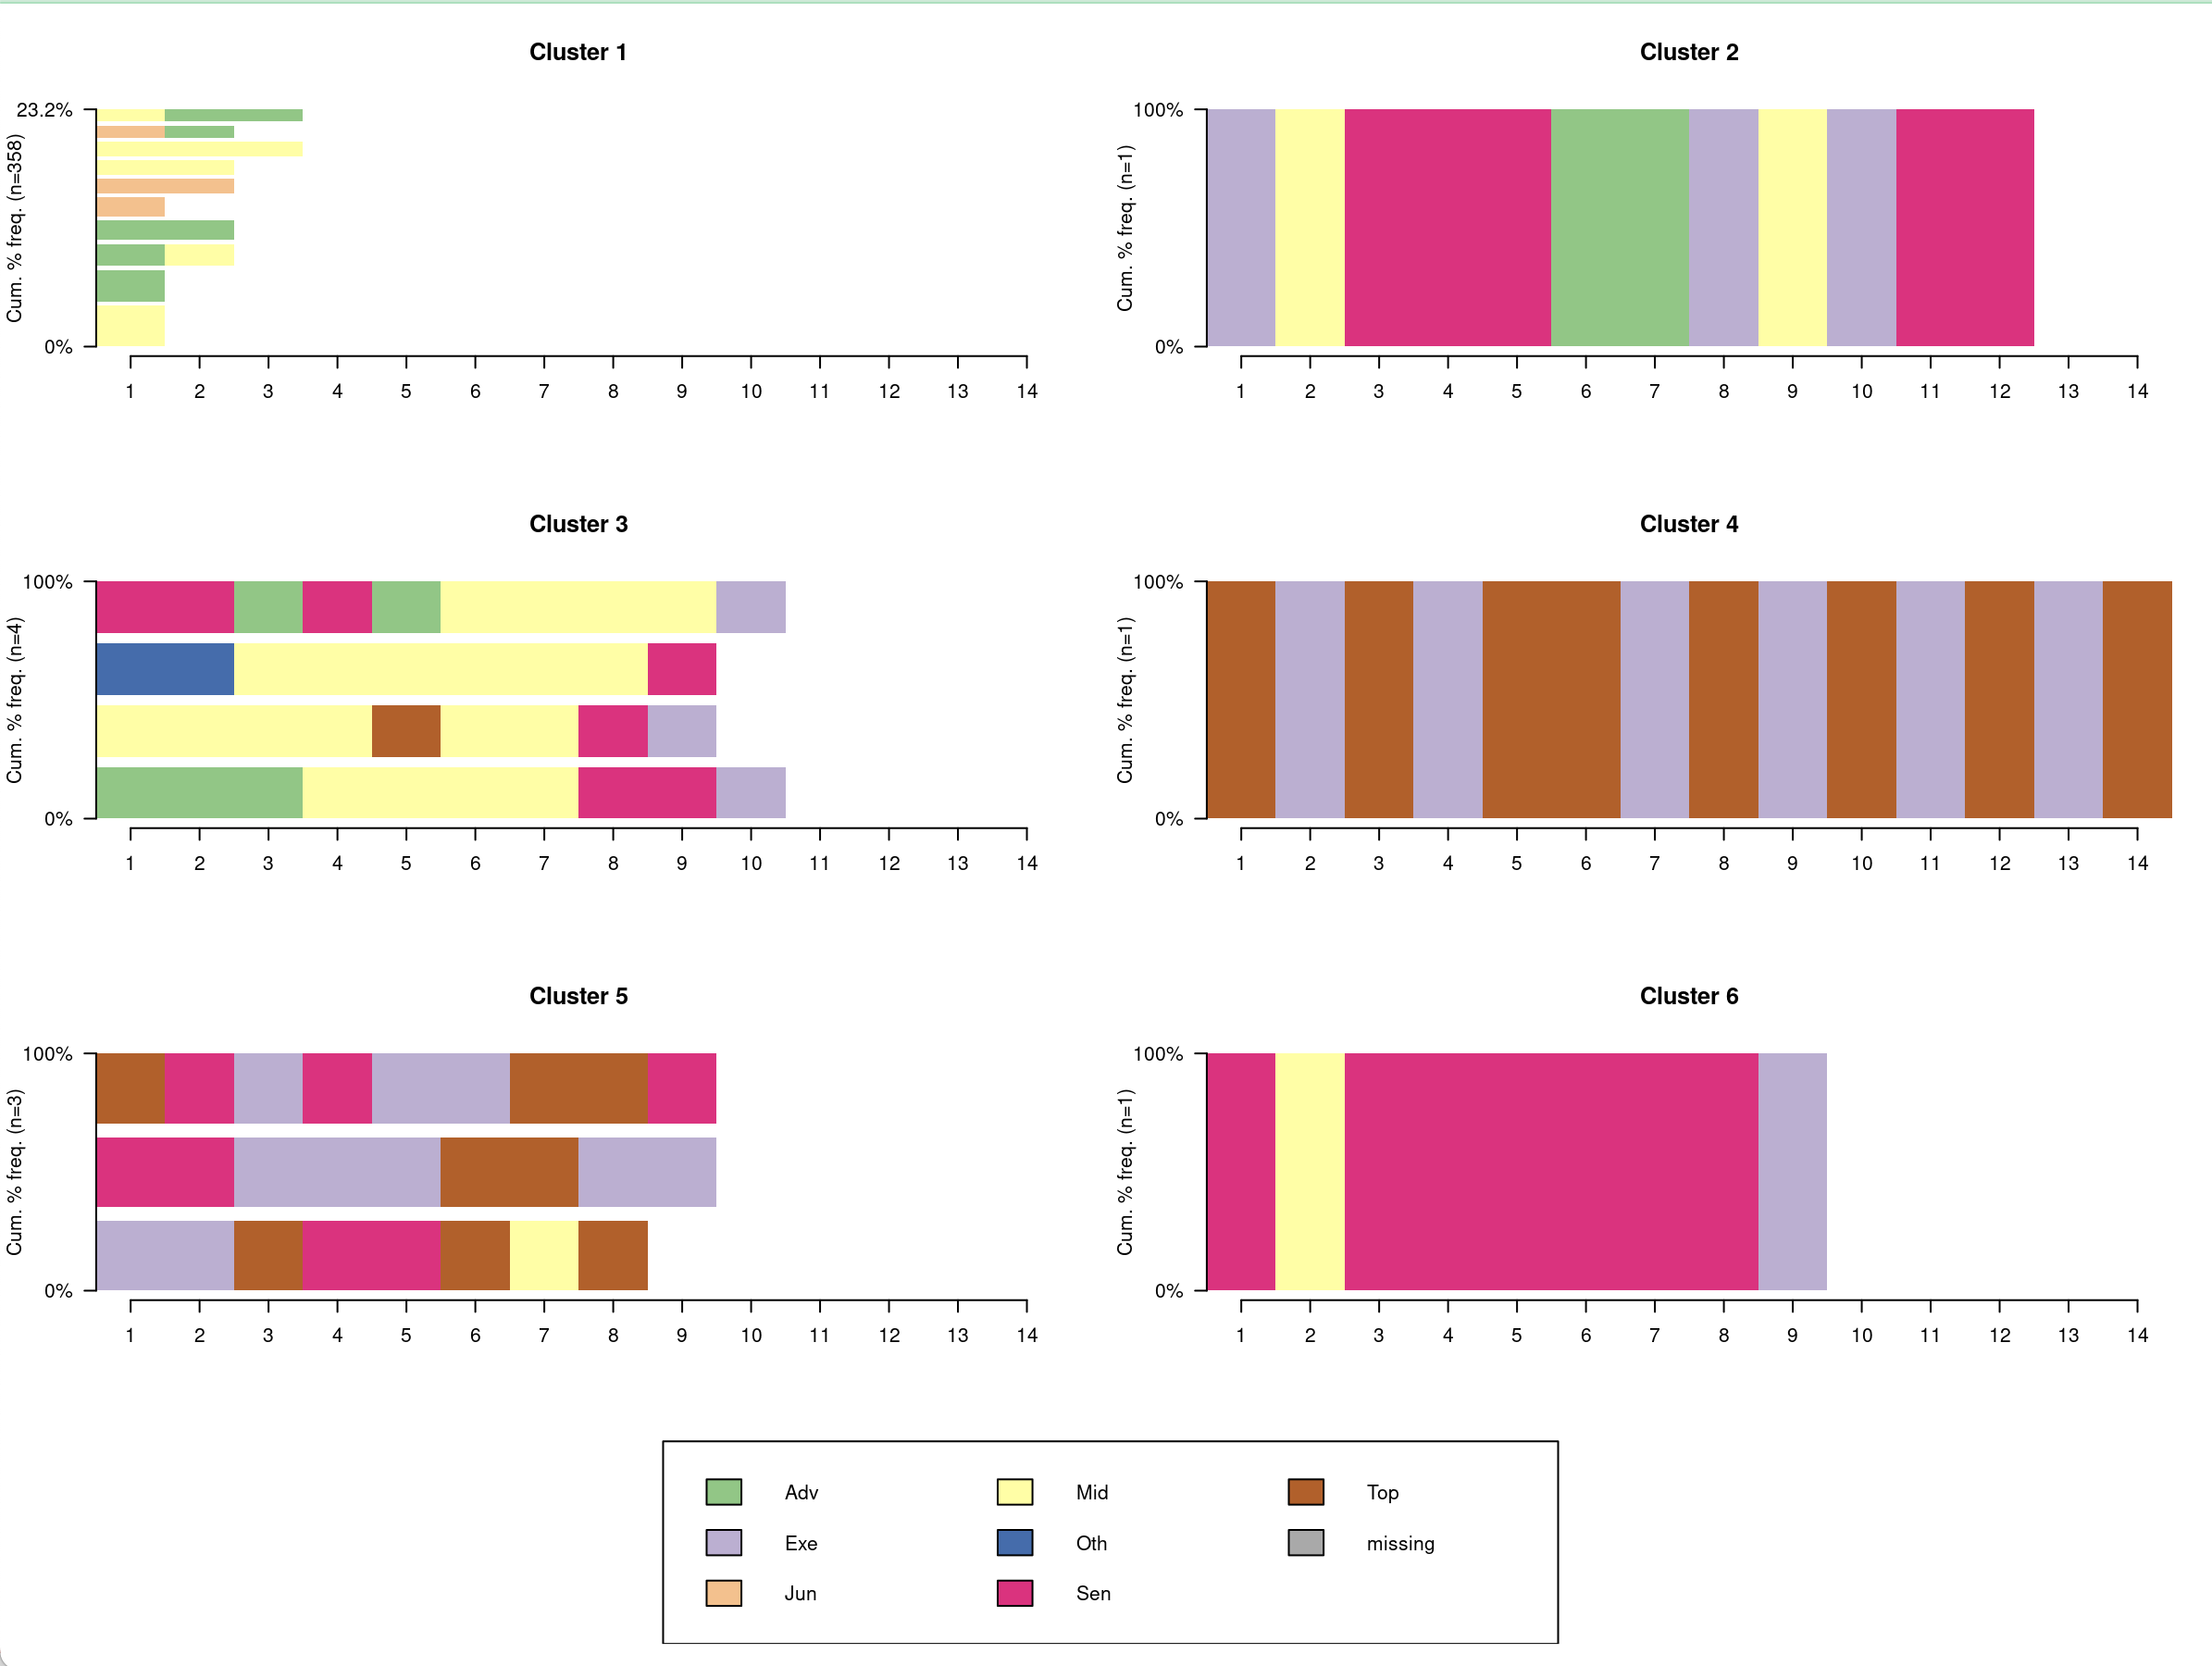 Cluster 1
23.2%
Cum. % freq. (n=358)
0%
1 2 3 4 5 6 7 8 9 10 11 12 13 14
Cluster 2
100%
Cum. % freq. (n=1)
0%
1 2 3 4 5 6 7 8 9 10 11 12 13 14
Cluster 3
100%
Cum. % freq. (n=4)
0%
1 2 3 4 5 6 7 8 9 10 11 12 13 14
Cluster 4
100%
Cum. % freq. (n=1)
0%
1 2 3 4 5 6 7 8 9 10 11 12 13 14
Cluster 5
100%
Cum. % freq. (n=3)
0%
1 2 3 4 5 6 7 8 9 10 11 12 13 14
Cluster 6
100%
Cum. % freq. (n=1)
0%
1 2 3 4 5 6 7 8 9 10 11 12 13 14
Adv
Exe
Jun
Mid
Oth
Sen
Top
missing